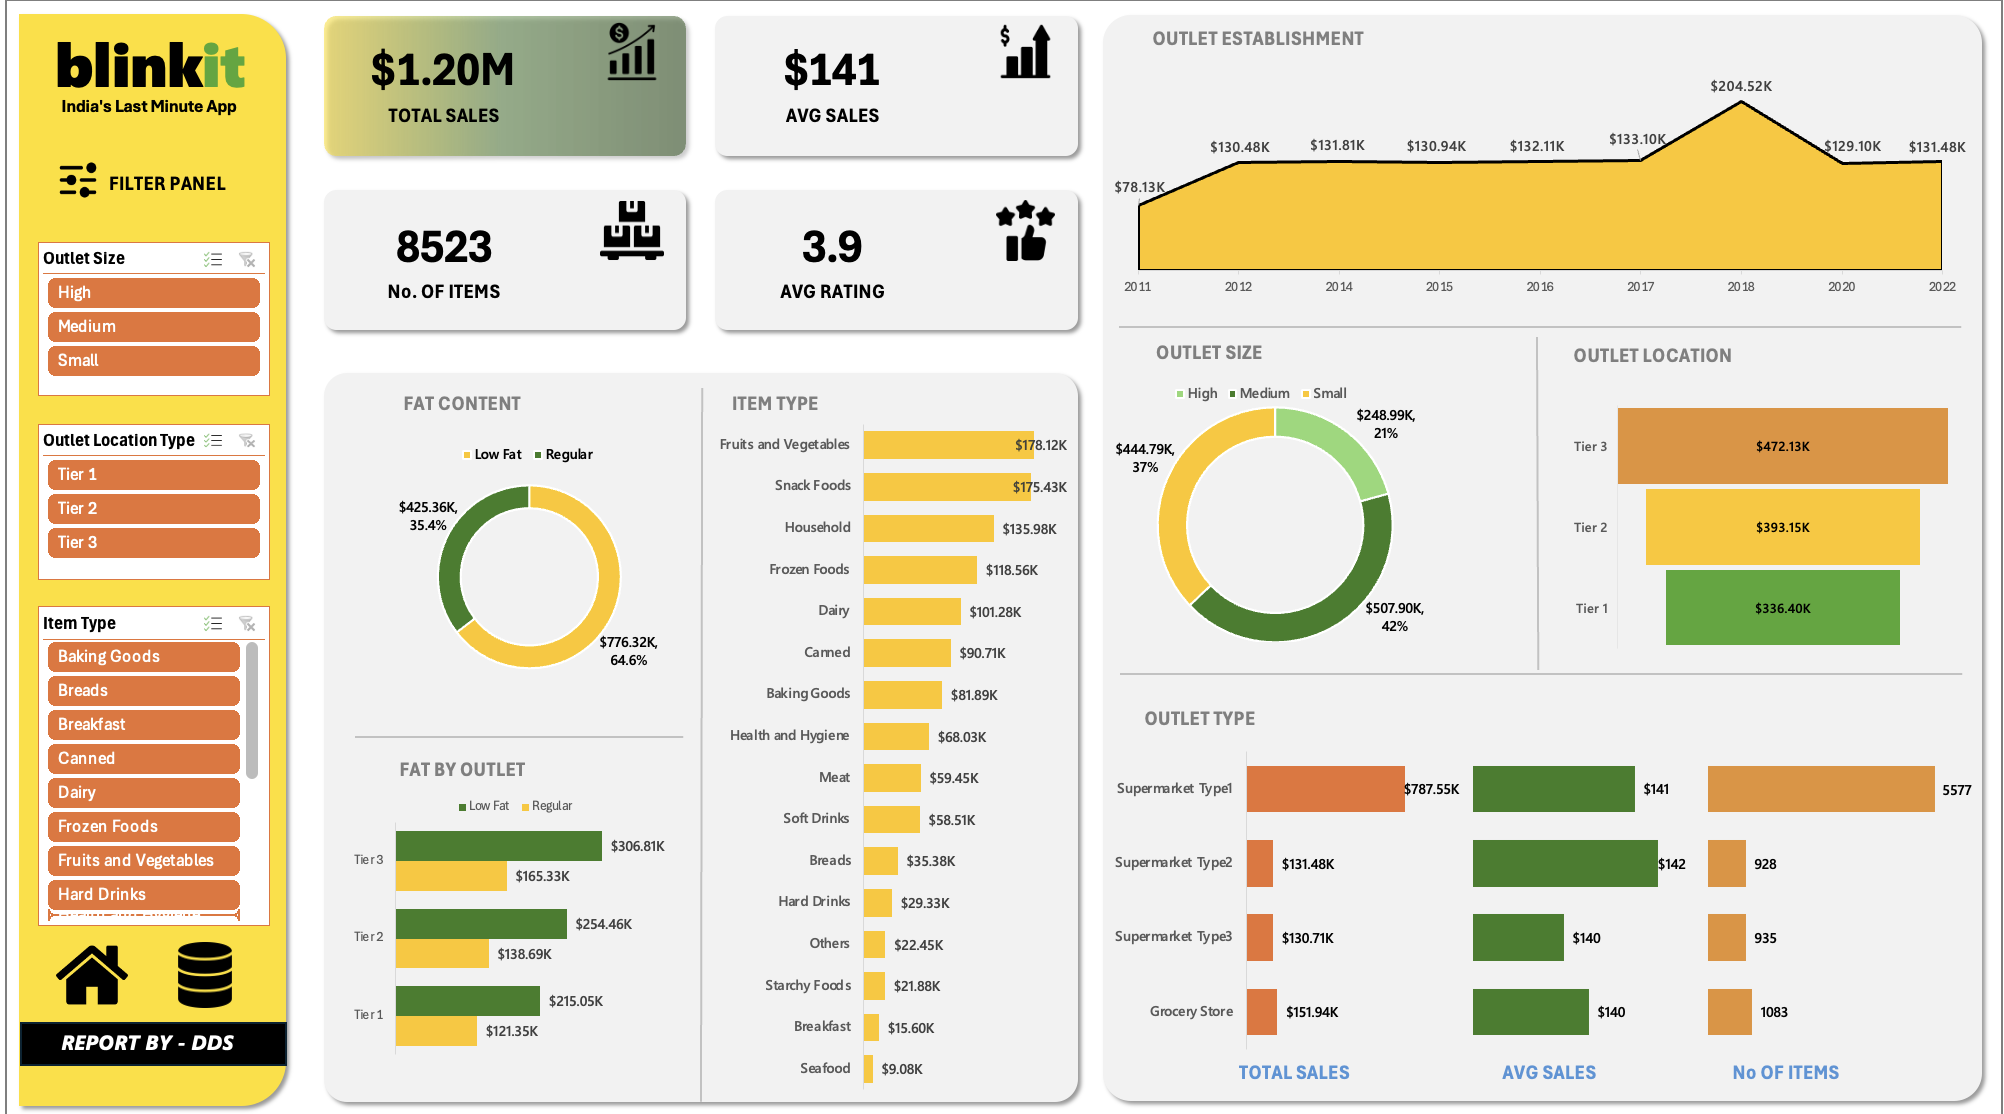 blinkit
India's Last Minute App
FILTER PANEL
Outlet Size
High
Medium
Small
Outlet Location Type
Tier 1
Tier 2
Tier 3
Item Type
Baking Goods
Breads
Breakfast
Canned
Dairy
Frozen Foods
Fruits and Vegetables
Hard Drinks
Health and Hygiene
REPORT BY - DDS
$1.20M
TOTAL SALES
$
$141
AVG SALES
$
8523
No. OF ITEMS
3.9
AVG RATING
FAT CONTENT
Low Fat Regular
$425.36K,
35.4%
$776.32K,
64.6%
FAT BY OUTLET
Low Fat Regular
Tier 3 $306.81K
$165.33K
Tier 2 $254.46K
$138.69K
Tier 1 $215.05K
$121.35K
ITEM TYPE
Fruits and Vegetables $178.12K
Snack Foods $175.43K
Household $135.98K
Frozen Foods $118.56K
Dairy $101.28K
Canned $90.71K
Baking Goods $81.89K
Health and Hygiene $68.03K
Meat $59.45K
Soft Drinks $58.51K
Breads $35.38K
Hard Drinks $29.33K
Others $22.45K
Starchy Foods $21.88K
Breakfast $15.60K
Seafood $9.08K
OUTLET ESTABLISHMENT
$78.13K $130.48K $131.81K $130.94K $132.11K $133.10K $204.52K $129.10K $131.48K
2011 2012 2014 2015 2016 2017 2018 2020 2022
OUTLET SIZE
High Medium Small
$248.99K,
21%
$444.79K,
37%
$507.90K,
42%
OUTLET LOCATION
Tier 3 $472.13K
Tier 2 $393.15K
Tier 1 $336.40K
OUTLET TYPE
Supermarket Type1 $787.55K $141 5577
Supermarket Type2 $131.48K $142 928
Supermarket Type3 $130.71K $140 935
Grocery Store $151.94K $140 1083
TOTAL SALES AVG SALES No OF ITEMS